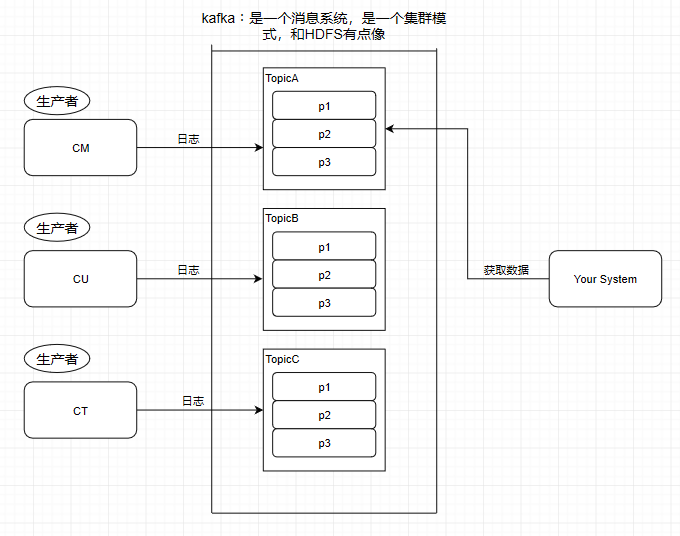 kafka：是一个消息系统，是一个集群模
式，和HDFS有点像
TopicA
p1
p2
p3
生产者
CM
日志
TopicB
p1
p2
p3
生产者
CU
日志
获取数据
Your System
TopicC
p1
p2
p3
生产者
CT
日志